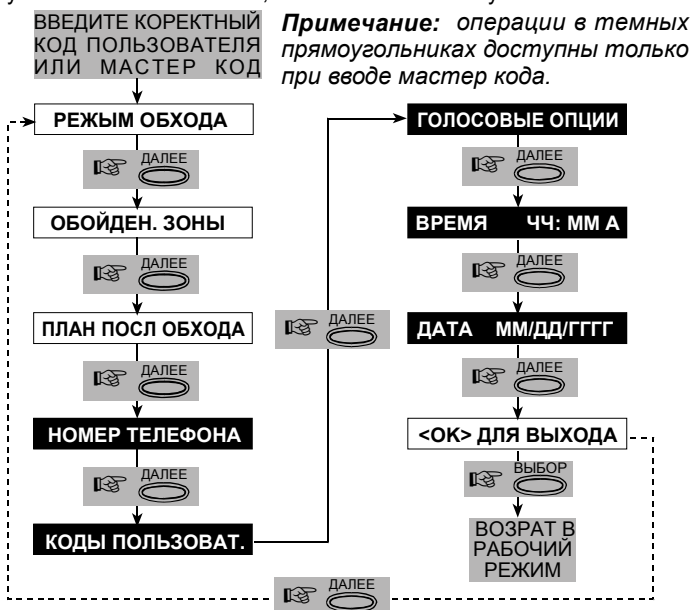 ВВЕДИТЕ КОРЕКТНЫЙ
КОД ПОЛЬЗОВАТЕЛЯ
ИЛИ МАСТЕР КОД
Примечание: операции в темных
прямоугольниках доступны только
при вводе мастер кода.
РЕЖЫМ ОБХОДА
ДАЛЕЕ
ОБОЙДЕН. ЗОНЫ
ДАЛЕЕ
ПЛАН ПОСЛ ОБХОДА
ДАЛЕЕ
НОМЕР ТЕЛЕФОНА
ДАЛЕЕ
КОДЫ ПОЛЬЗОВАТ.
ДАЛЕЕ
ГОЛОСОВЫЕ ОПЦИИ
ДАЛЕЕ
ВРЕМЯ ЧЧ: ММ А
ДАЛЕЕ
ДАТА ММ/ДД/ГГГГ
ДАЛЕЕ
<ОК> ДЛЯ ВЫХОДА
ВЫБОР
ВОЗРАТ В
РАБОЧИЙ
РЕЖИМ
ДАЛЕЕ